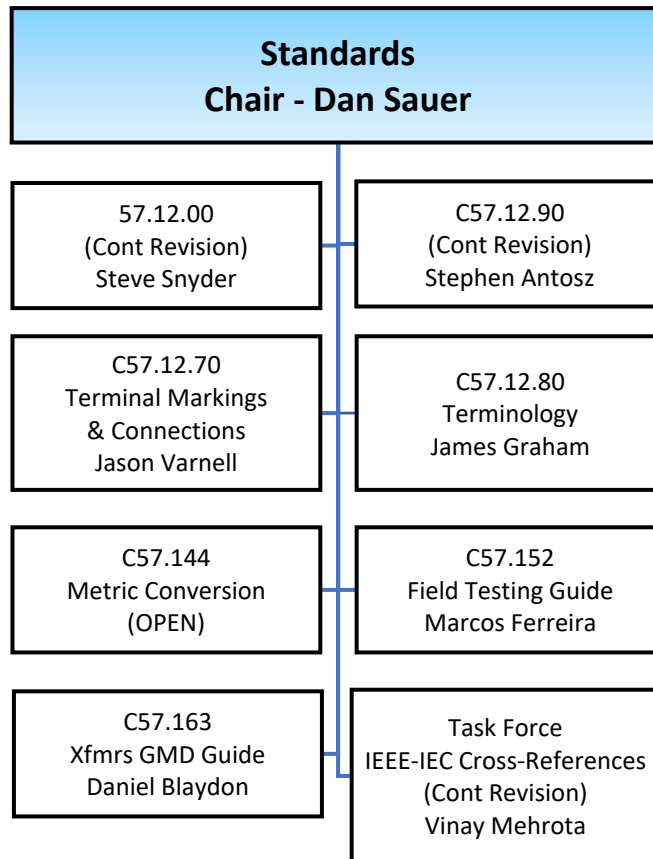 Standards
Chair - Dan Sauer
57.12.00
(Cont Revision)
Steve Snyder
C57.12.90
(Cont Revision)
Stephen Antosz
C57.12.70
Terminal Markings
& Connections
Jason Varnell
C57.12.80
Terminology
James Graham
C57.144
Metric Conversion
(OPEN)
C57.152
Field Testing Guide
Marcos Ferreira
C57.163
Xfmrs GMD Guide
Daniel Blaydon
Task Force
IEEE-IEC Cross-References
(Cont Revision)
Vinay Mehrota